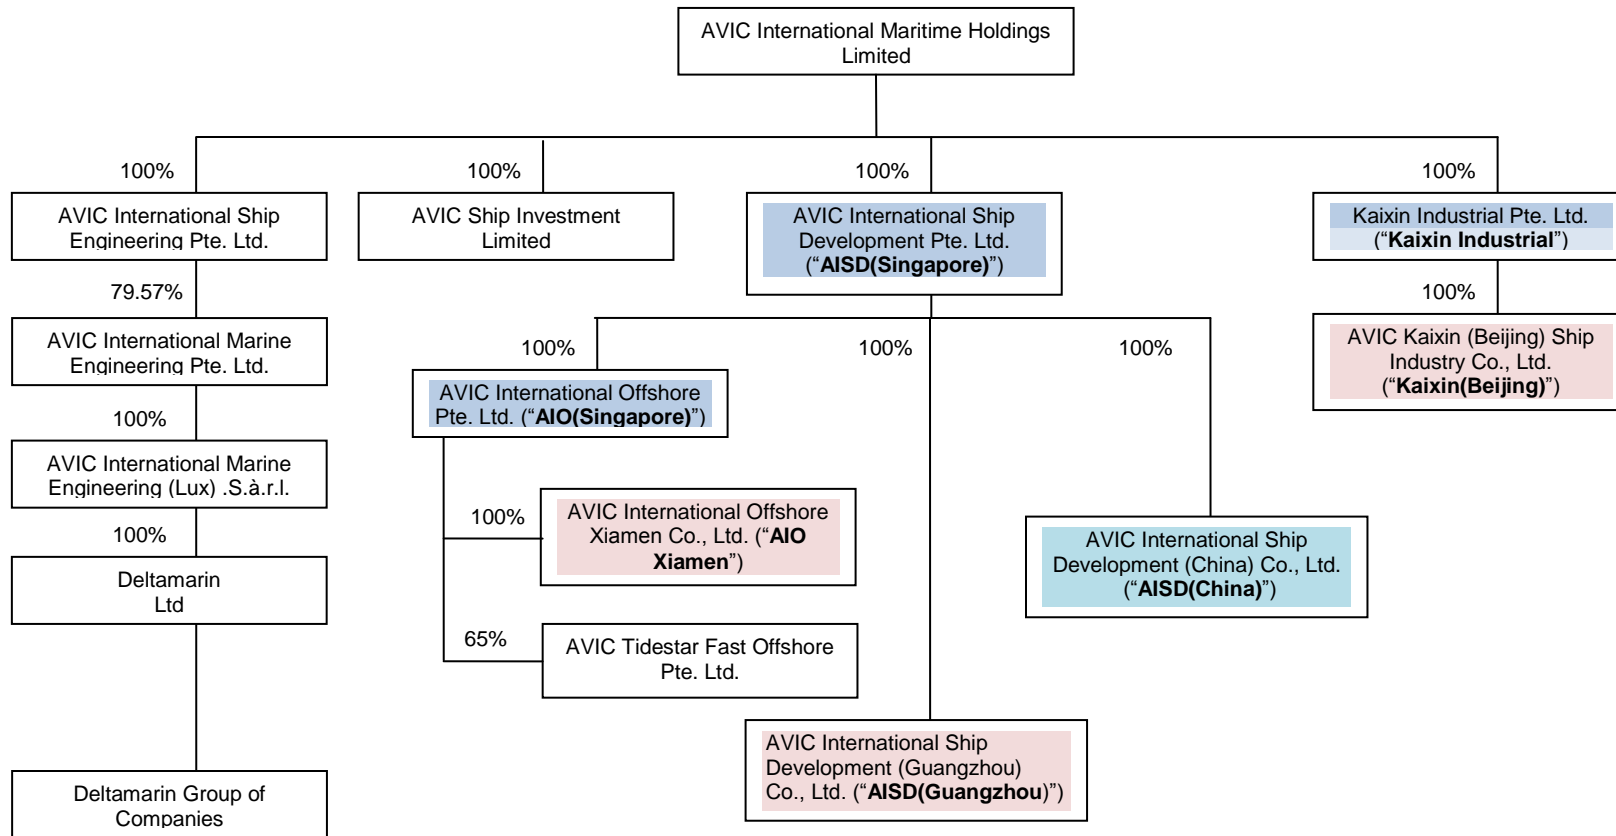 AVIC International Maritime Holdings
Limited
100%
100%
100%
100%
AVIC International Ship
Engineering Pte. Ltd.
AVIC Ship Investment
Limited
AVIC International Ship
Development Pte. Ltd.
(“AISD(Singapore)”)
Kaixin Industrial Pte. Ltd.
(“Kaixin Industrial”)
79.57%
100%
AVIC International Marine
Engineering Pte. Ltd.
100%
100%
100%
AVIC Kaixin (Beijing) Ship
Industry Co., Ltd.
(“Kaixin(Beijing)”)
AVIC International Offshore
Pte. Ltd. (“AIO(Singapore)”)
100%
AVIC International Marine
Engineering (Lux) .S.à.r.l.
100%
AVIC International Offshore
Xiamen Co., Ltd. (“AIO
Xiamen”)
100%
AVIC International Ship
Development (China) Co., Ltd.
(“AISD(China)”)
Deltamarin
Ltd
65%
AVIC Tidestar Fast Offshore
Pte. Ltd.
AVIC International Ship
Development (Guangzhou)
Co., Ltd. (“AISD(Guangzhou)”)
Deltamarin Group of
Companies